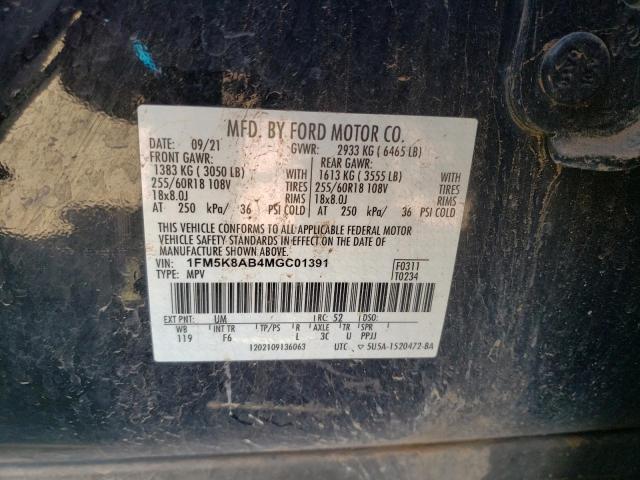 MFD. BY FORD MOTOR CO.
DATE: 09/21 GVWR: 2933 KG ( 6465 LB)
FRONT GAWR: REAR GAWR:
1383 KG ( 3050 LB) WITH 1613 KG ( 3555 LB) WITH
255/60R18 108V TIRES 255/60R18 108V TIRES
18x8.0J RIMS 18x8.0J RIMS
AT 250 kPa/ 36 PSI COLD AT 250 kPa/ 36 PSI COLD
THIS VEHICLE CONFORMS TO ALL APPLICABLE FEDERAL MOTOR
VEHICLE SAFETY STANDARDS IN EFFECT ON THE DATE OF
MANUFACTURE SHOWN ABOVE.
VIN: 1FM5K8AB4MGC01391 F0311
TYPE: MPV T0234
EXT PNT: UM RC: 52 DSO:
WB INT TR TP/PS R AXLE TR SPR
119 F6 L 3C U PPJJ
1202109136063 UTC ▽ 5U5A-1520472-BA